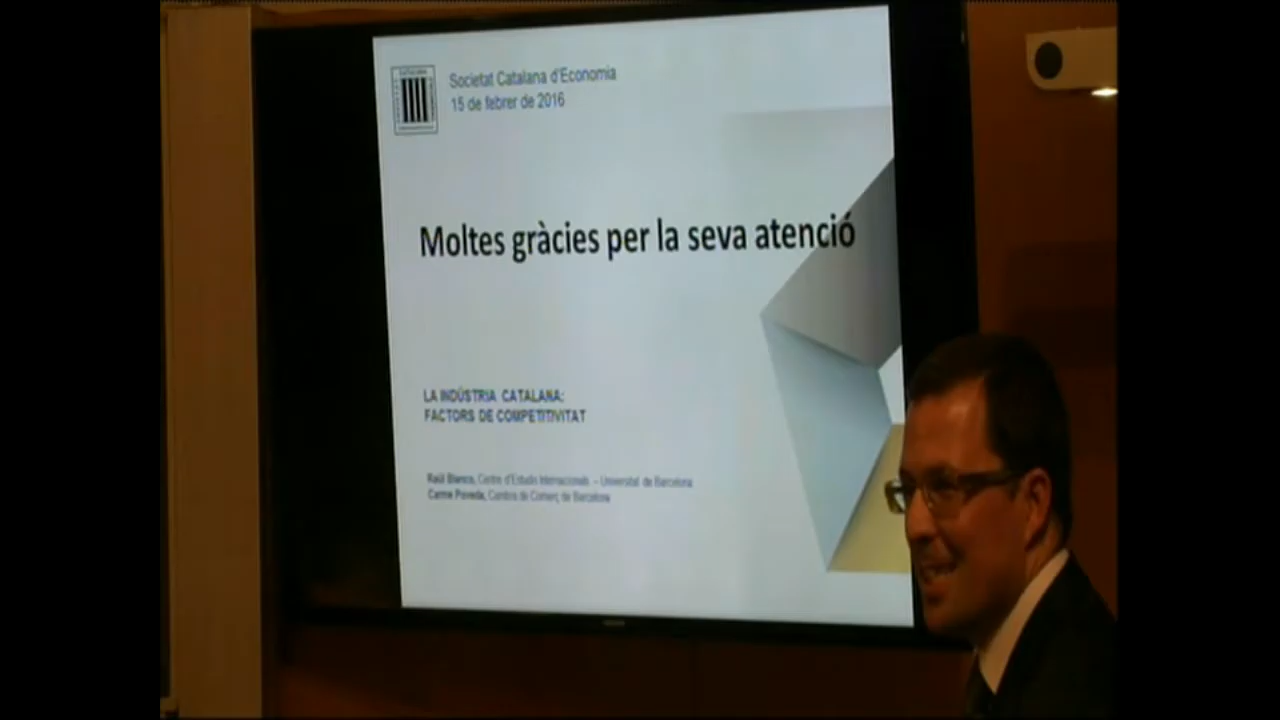 Societat Catalana d'Economia
15 de febrer de 2016
Moltes gràcies per la seva atenció
LA INDÚSTRIA CATALANA:
FACTORS DE COMPETITIVITAT
Raúl Blanco, Centre d'Estudis Internacionals – Universitat de Barcelona
Carme Poveda, Cambra de Comerç de Barcelona